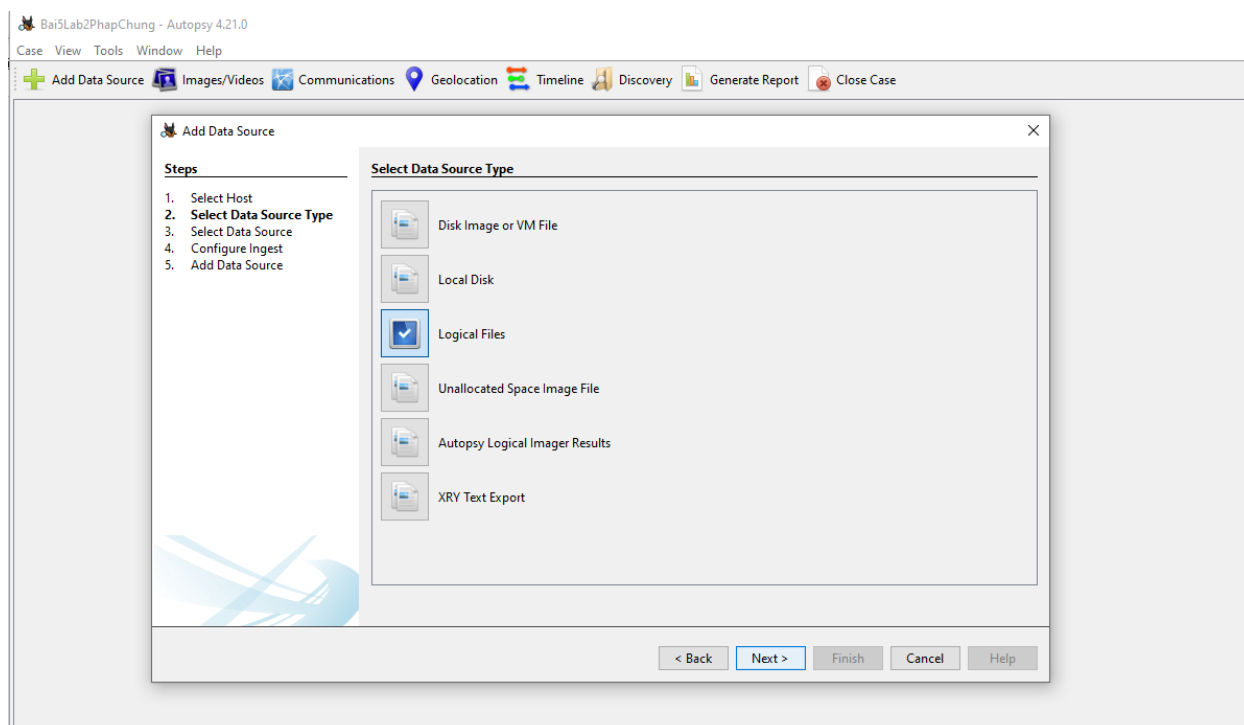 Bai5Lab2PhapChung - Autopsy 4.21.0
Case View Tools Window Help
Add Data Source Images/Videos Communications Geolocation Timeline Discovery Generate Report Close Case
Add Data Source
Steps
1. Select Host
2. Select Data Source Type
3. Select Data Source
4. Configure Ingest
5. Add Data Source
Select Data Source Type
Disk Image or VM File
Local Disk
Logical Files
Unallocated Space Image File
Autopsy Logical Imager Results
XRY Text Export
< Back Next > Finish Cancel Help